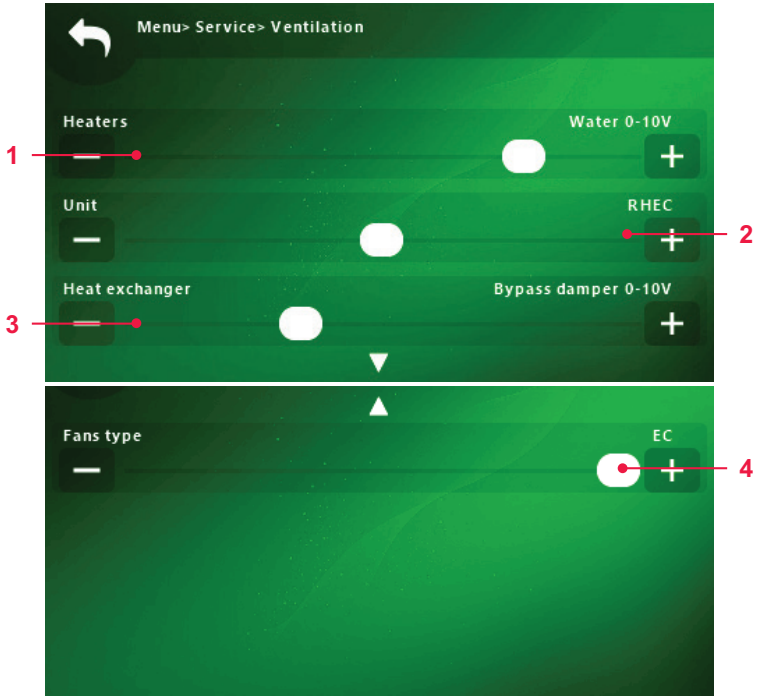 Menu> Service> Ventilation
Heaters Water 0-10V
1
Unit RHEC
2
Heat exchanger Bypass damper 0-10V
3
Fans type EC
4